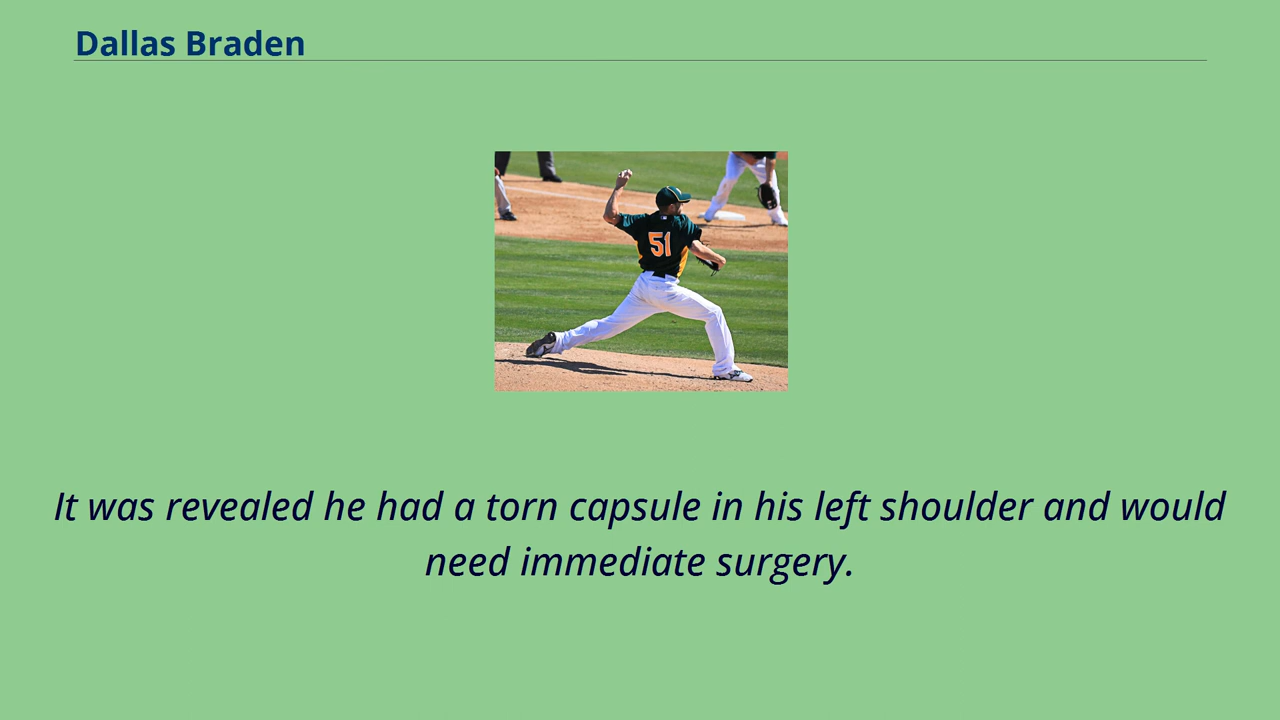 Dallas Braden
51
It was revealed he had a torn capsule in his left shoulder and would
need immediate surgery.